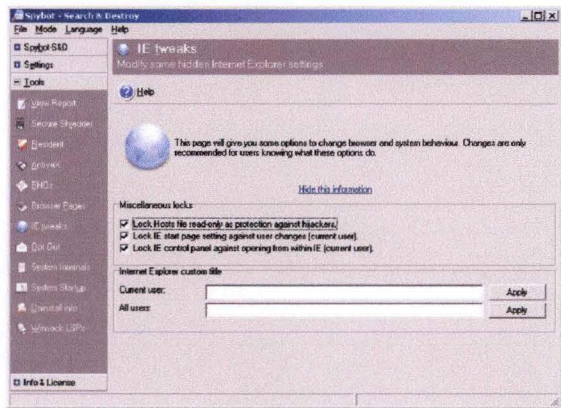 Spybot - Search & Destroy
File Mode Language Help
Spybot-S&D
Settings
Tools
View Report
Secure Shredder
Resident
ActiveX
BHOs
Browser Pages
IE tweaks
Opt Out
System Internals
System Startup
Uninstall info
Winsock LSPs
Info & License
IE tweaks
Modify some hidden Internet Explorer settings
Help
This page will give you some options to change browser and system behaviour. Changes are only
recommended for users knowing what these options do.
Hide this information
Miscellaneous locks
Lock Hosts file read-only as protection against hijackers.
Lock IE start page setting against user changes (current user).
Lock IE control panel against opening from within IE (current user).
Internet Explorer custom title
Current user: Apply
All users: Apply